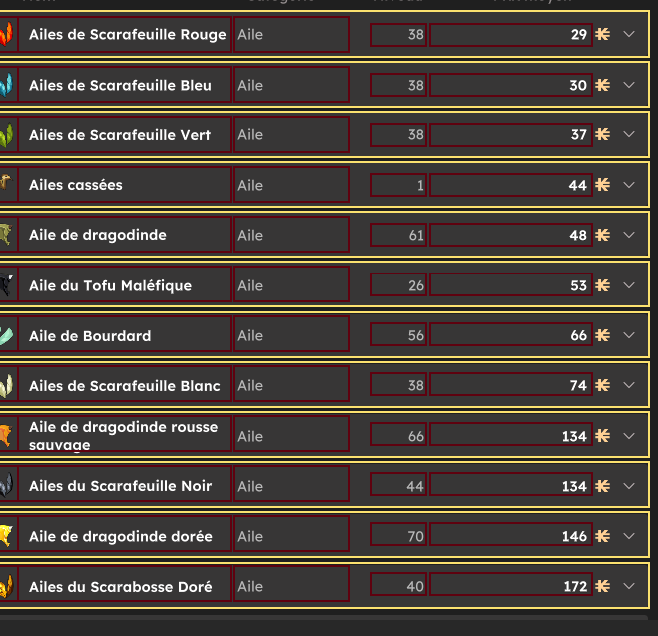 Ailes de Scarafeuille Rouge Aile 38 29
Ailes de Scarafeuille Bleu Aile 38 30
Ailes de Scarafeuille Vert Aile 38 37
Ailes cassées Aile 1 44
Aile de dragodinde Aile 61 48
Aile du Tofu Maléfique Aile 26 53
Aile de Bourdard Aile 56 66
Ailes de Scarafeuille Blanc Aile 38 74
Aile de dragodinde rousse
sauvage Aile 66 134
Ailes du Scarafeuille Noir Aile 44 134
Aile de dragodinde dorée Aile 70 146
Ailes du Scarabosse Doré Aile 40 172